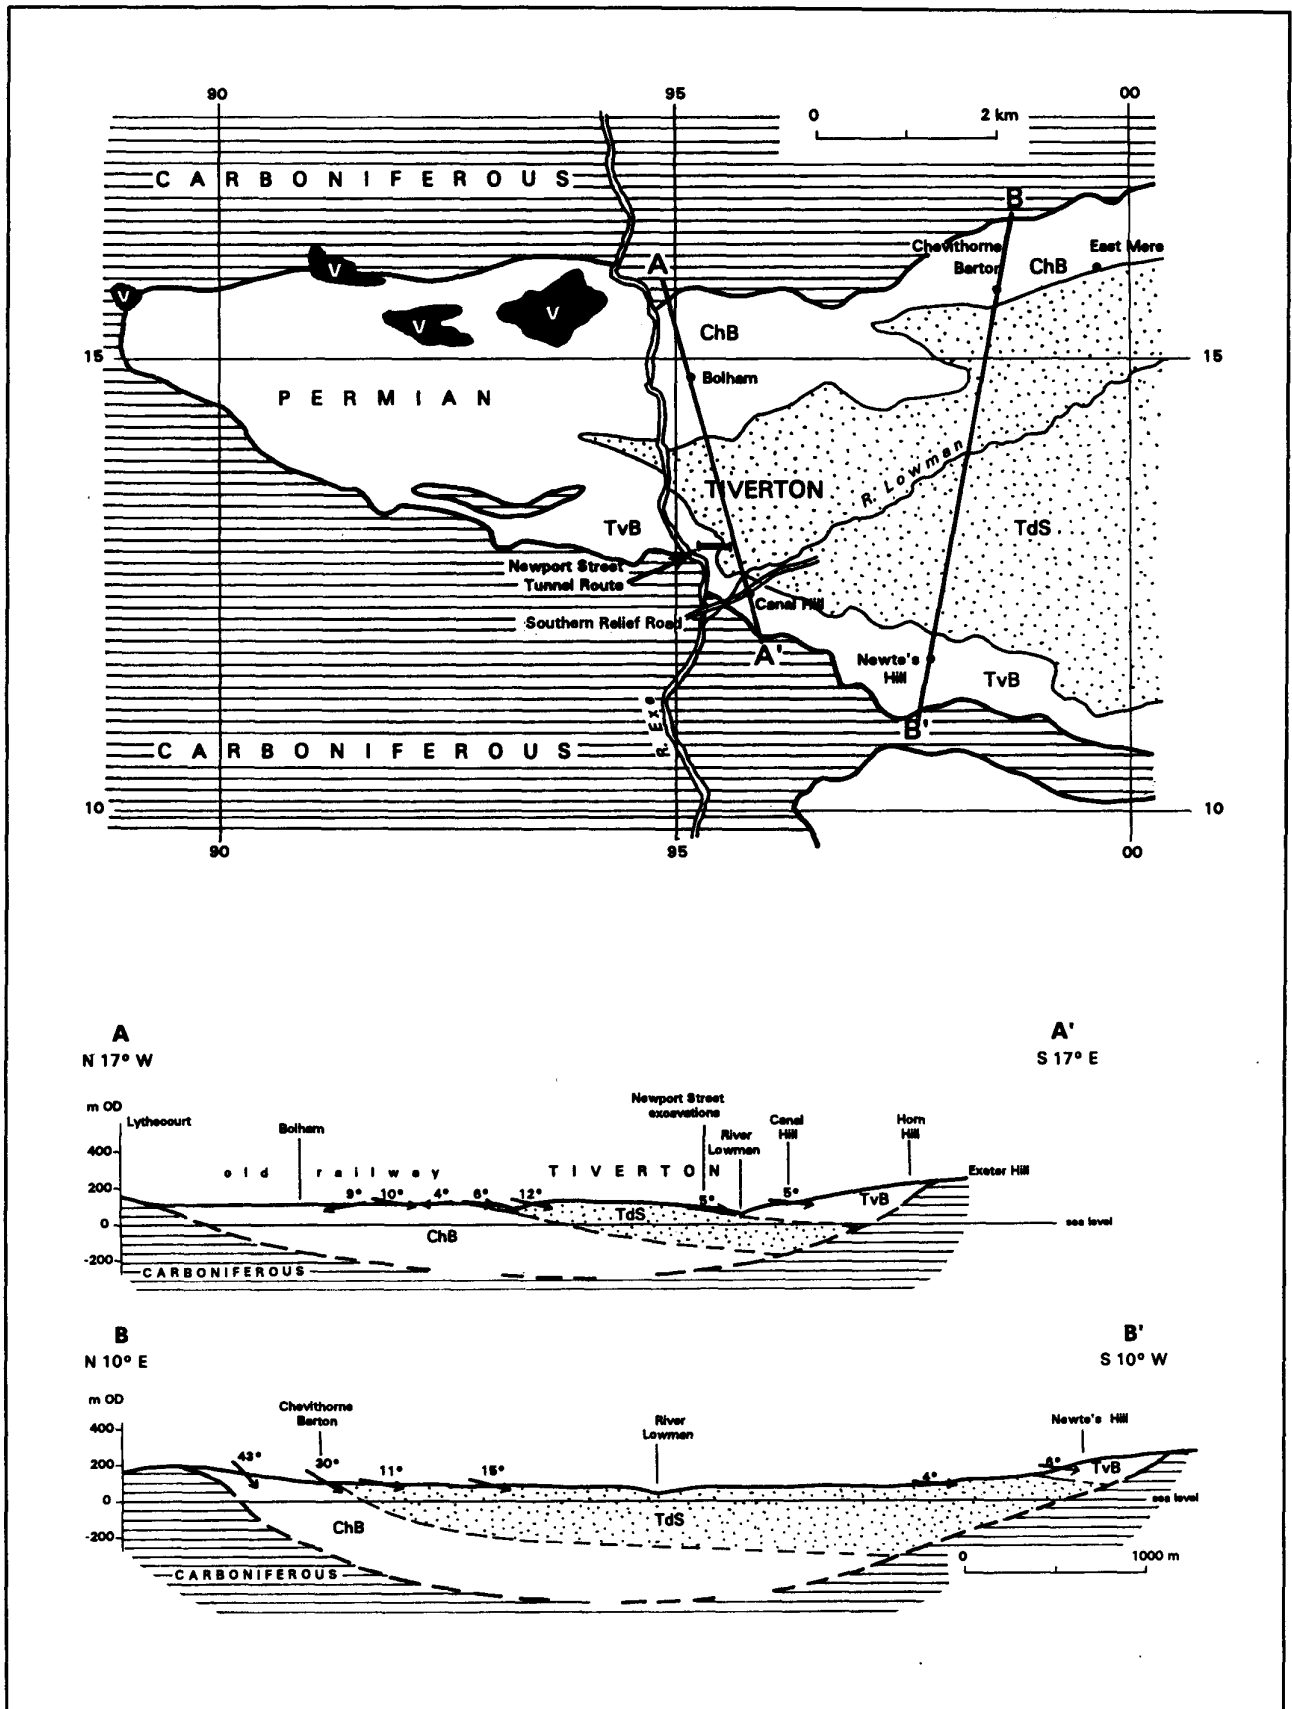 90 95 00
0 2 km
CARBONIFEROUS
A B
Chevithorne
Barton
East Mere
ChB
V
V
V
V
ChB
15 15
Bolham
PERMIAN
TIVERTON
R. Lowman
TvB
TdS
Newport Street
Tunnel Route
Canal Hill
Southern Relief Road
A'
Newte's
Hill
TvB
R. Exe
B'
CARBONIFEROUS
10 10
90 95 00
A A'
N 17° W S 17° E
m OD
Lythecourt
Bolham
Newport Street
excavations
River
Lowman
Canal
Hill
Horn
Hill
400
old railway
TIVERTON
Exeter Hill
200
9° 10° 4° 6° 12° 5° 5°
TvB
TdS
0
sea level
ChB
-200
CARBONIFEROUS
B B'
N 10° E S 10° W
m OD
Chevithorne
Barton
River
Lowman
Newte's Hill
400
43° 30° 11° 15° 4° 6°
200
TvB
0
sea level
ChB
TdS
-200
0 1000 m
CARBONIFEROUS